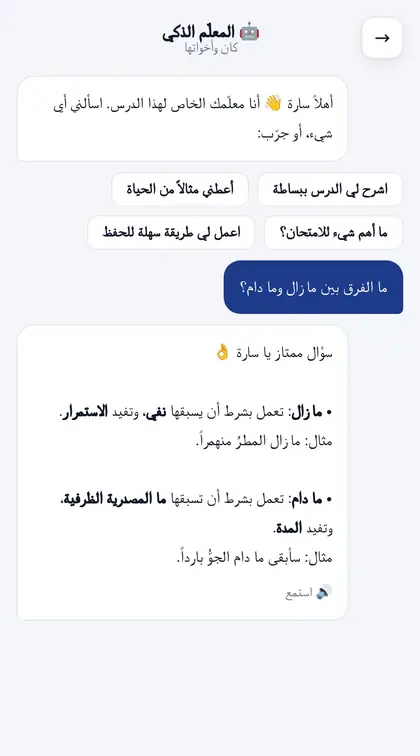 →
🤖 المعلّم الذكي
كان وأخواتها
أهلاً سارة 👋 أنا معلّمك الخاص لهذا الدرس. اسألني أي
شيء، أو جرّب:
اشرح لي الدرس ببساطة
أعطني مثالاً من الحياة
ما أهم شيء للامتحان؟
اعمل لي طريقة سهلة للحفظ
ما الفرق بين ما زال وما دام؟
سؤال ممتاز يا سارة 👌
• ما زال: تعمل بشرط أن يسبقها نفي، وتفيد الاستمرار.
مثال: ما زال المطرُ منهمراً.
• ما دام: تعمل بشرط أن تسبقها ما المصدرية الظرفية،
وتفيد المدة.
مثال: سأبقى ما دام الجوُّ بارداً.
🔊 استمع